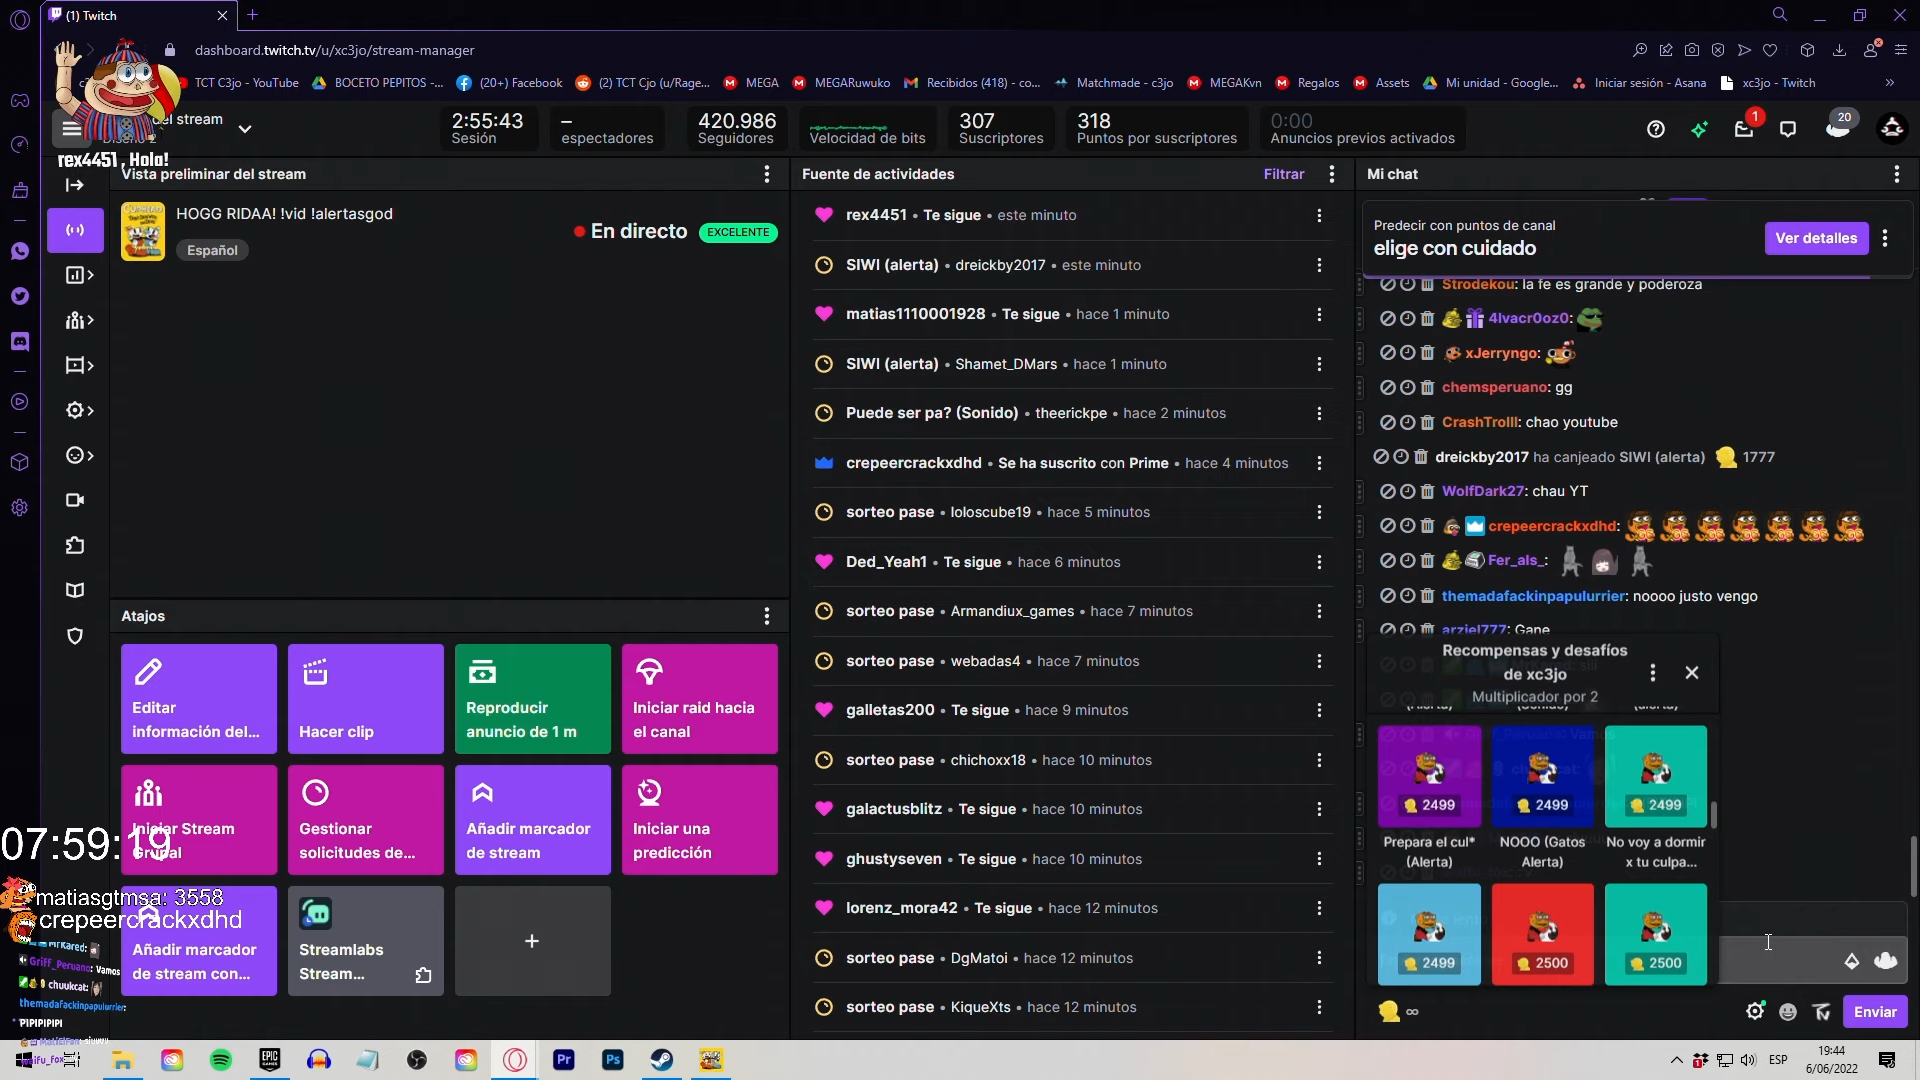 (1) Twitch
dashboard.twitch.tv/u/xc3jo/stream-manager
TCT C3jo - YouTube
BOCETO PEPITOS -...
(20+) Facebook
(2) TCT Cjo (u/Rage...
MEGA
MEGARuwuko
Recibidos (418) - co...
Matchmade - c3jo
MEGAKvn
Regalos
Assets
Mi unidad - Google...
Iniciar sesión - Asana
xc3jo - Twitch
del stream
Diseño 2
rex4451 , Hola!
2:55:43
Sesión
–
espectadores
420.986
Seguidores
Velocidad de bits
307
Suscriptores
318
Puntos por suscriptores
0:00
Anuncios previos activados
1
20
Vista preliminar del stream
HOGG RIDAA! !vid !alertasgod
Español
En directo
EXCELENTE
Fuente de actividades
Filtrar
rex4451 • Te sigue • este minuto
SIWI (alerta) • dreickby2017 • este minuto
matias1110001928 • Te sigue • hace 1 minuto
SIWI (alerta) • Shamet_DMars • hace 1 minuto
Puede ser pa? (Sonido) • theerickpe • hace 2 minutos
crepeercrackxdhd • Se ha suscrito con Prime • hace 4 minutos
sorteo pase • loloscube19 • hace 5 minutos
Ded_Yeah1 • Te sigue • hace 6 minutos
sorteo pase • Armandiux_games • hace 7 minutos
sorteo pase • webadas4 • hace 7 minutos
galletas200 • Te sigue • hace 9 minutos
sorteo pase • chichoxx18 • hace 10 minutos
galactusblitz • Te sigue • hace 10 minutos
ghustyseven • Te sigue • hace 10 minutos
lorenz_mora42 • Te sigue • hace 12 minutos
sorteo pase • DgMatoi • hace 12 minutos
sorteo pase • KiqueXts • hace 12 minutos
Mi chat
Predecir con puntos de canal
elige con cuidado
Ver detalles
Strodekou: la fe es grande y poderoza
4lvacr0oz0:
xJerryngo:
chemsperuano: gg
CrashTrolll: chao youtube
dreickby2017 ha canjeado SIWI (alerta) 1777
WolfDark27: chau YT
crepeercrackxdhd:
Fer_als_:
themadafackinpapulurrier: noooo justo vengo
arziel777: Gane
Recompensas y desafíos
de xc3jo
Multiplicador por 2
2499
2499
2499
Prepara el cul*
(Alerta)
NOOO (Gatos
Alerta)
No voy a dormir
x tu culpa...
2499
2500
2500
∞
Enviar
Atajos
Editar
información del...
Hacer clip
Reproducir
anuncio de 1 m
Iniciar raid hacia
el canal
Iniciar Stream
Grupal
Gestionar
solicitudes de...
Añadir marcador
de stream
Iniciar una
predicción
Añadir marcador
de stream con...
Streamlabs
Stream...
+
07:59:19
matiasgtmsa: 3558
crepeercrackxdhd
MrKared:
Griff_Peruano: Vamos
chuukcat:
themadafackinpapulurrier:
PIPIPIPIPI
ESP
19:44
6/06/2022